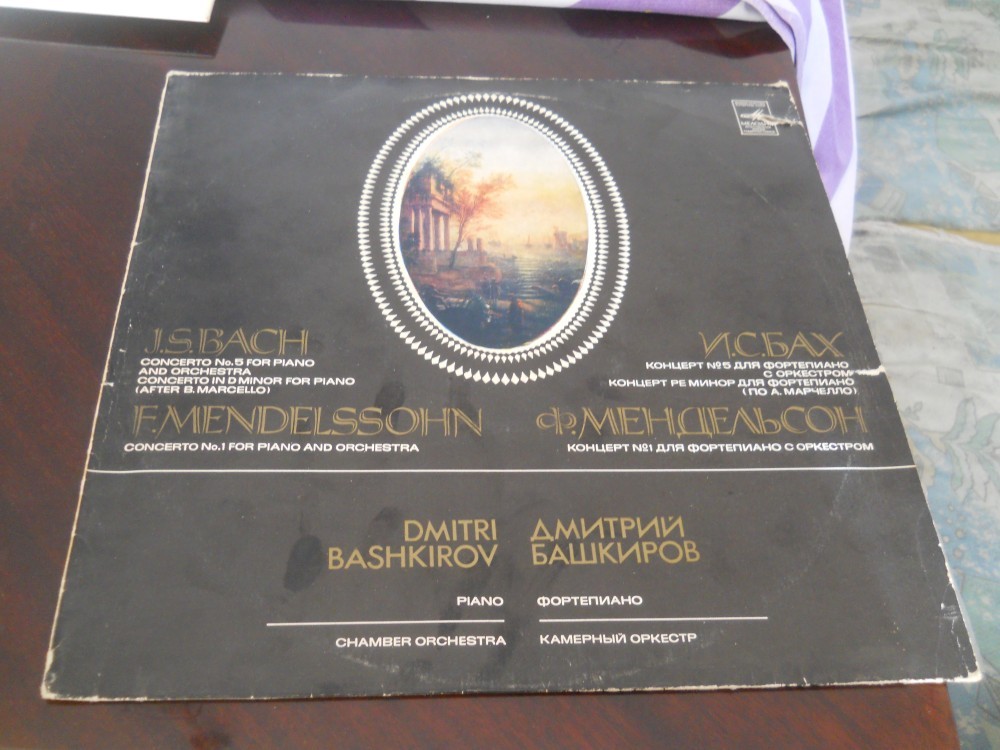 J.S.BACH
CONCERTO No.5 FOR PIANO
AND ORCHESTRA
CONCERTO IN D MINOR FOR PIANO
(AFTER B. MARCELLO)
F.MENDELSSOHN
CONCERTO No.1 FOR PIANO AND ORCHESTRA
И.С.БАХ
КОНЦЕРТ №5 ДЛЯ ФОРТЕПИАНО
С ОРКЕСТРОМ
КОНЦЕРТ РЕ МИНОР ДЛЯ ФОРТЕПИАНО
(ПО А. МАРЧЕЛЛО)
Ф.МЕНДЕЛЬСОН
КОНЦЕРТ №1 ДЛЯ ФОРТЕПИАНО С ОРКЕСТРОМ
DMITRI
BASHKIROV
ДМИТРИЙ
БАШКИРОВ
PIANO
ФОРТЕПИАНО
CHAMBER ORCHESTRA
КАМЕРНЫЙ ОРКЕСТР